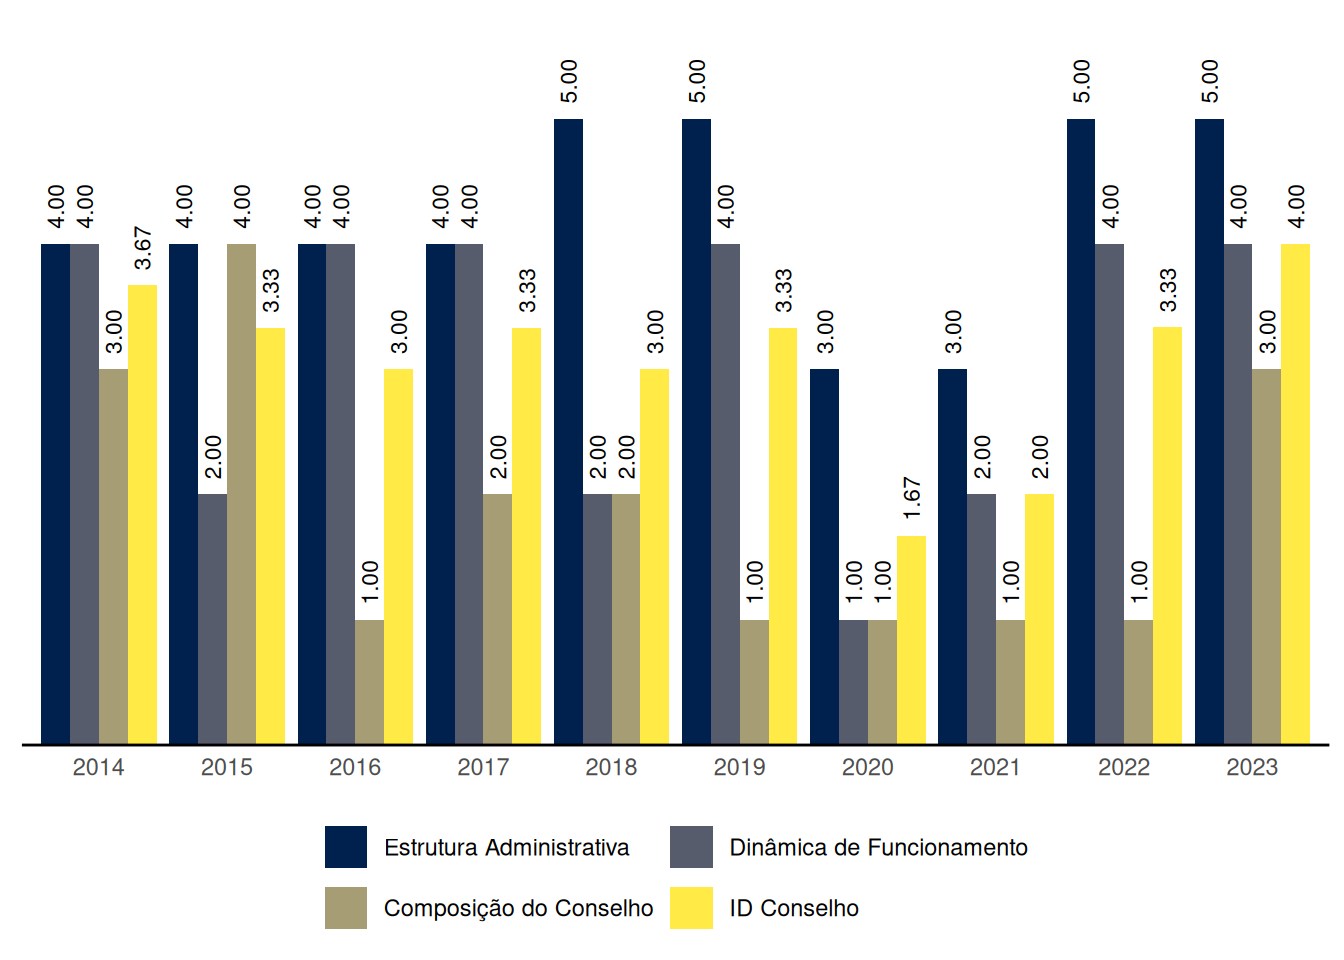 4.00 4.00 3.00 3.67 4.00 2.00 4.00 3.33 4.00 4.00 1.00 3.00 4.00 4.00 2.00 3.33 5.00 2.00 2.00 3.00 5.00 4.00 1.00 3.33 3.00 1.00 1.00 1.67 3.00 2.00 1.00 2.00 5.00 4.00 1.00 3.33 5.00 4.00 3.00 4.00
2014 2015 2016 2017 2018 2019 2020 2021 2022 2023
Estrutura Administrativa Dinâmica de Funcionamento
Composição do Conselho ID Conselho